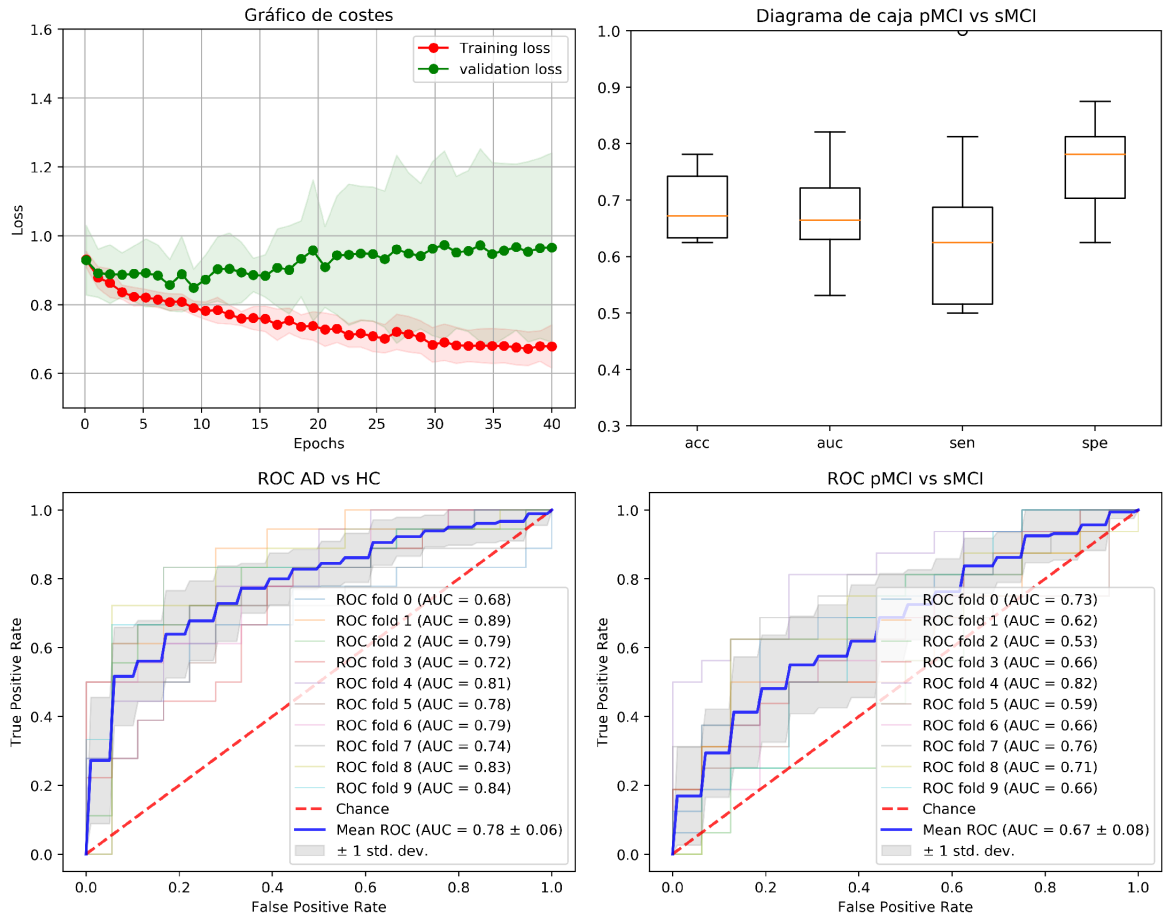 Gráfico de costes
1.6
1.4
1.2
1.0
0.8
0.6
Loss
0
5
10
15
20
25
30
35
40
Epochs
Training loss
validation loss
Diagrama de caja pMCI vs sMCI
1.0
0.9
0.8
0.7
0.6
0.5
0.4
0.3
acc
auc
sen
spe
ROC AD vs HC
1.0
0.8
0.6
0.4
0.2
0.0
True Positive Rate
0.0
0.2
0.4
0.6
0.8
1.0
False Positive Rate
ROC fold 0 (AUC = 0.68)
ROC fold 1 (AUC = 0.89)
ROC fold 2 (AUC = 0.79)
ROC fold 3 (AUC = 0.72)
ROC fold 4 (AUC = 0.81)
ROC fold 5 (AUC = 0.78)
ROC fold 6 (AUC = 0.79)
ROC fold 7 (AUC = 0.74)
ROC fold 8 (AUC = 0.83)
ROC fold 9 (AUC = 0.84)
Chance
Mean ROC (AUC = 0.78 ± 0.06)
± 1 std. dev.
ROC pMCI vs sMCI
1.0
0.8
0.6
0.4
0.2
0.0
True Positive Rate
0.0
0.2
0.4
0.6
0.8
1.0
False Positive Rate
ROC fold 0 (AUC = 0.73)
ROC fold 1 (AUC = 0.62)
ROC fold 2 (AUC = 0.53)
ROC fold 3 (AUC = 0.66)
ROC fold 4 (AUC = 0.82)
ROC fold 5 (AUC = 0.59)
ROC fold 6 (AUC = 0.66)
ROC fold 7 (AUC = 0.76)
ROC fold 8 (AUC = 0.71)
ROC fold 9 (AUC = 0.66)
Chance
Mean ROC (AUC = 0.67 ± 0.08)
± 1 std. dev.